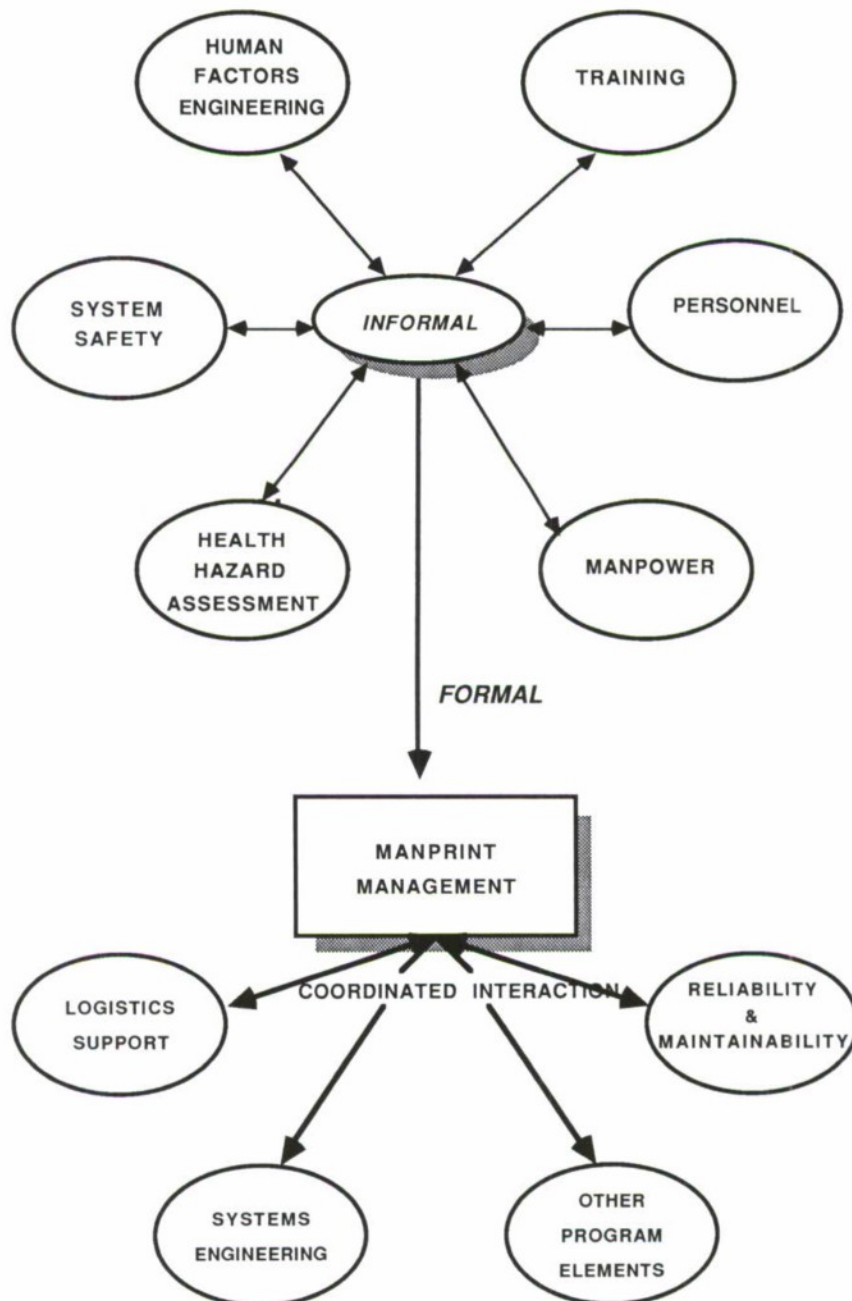 HUMAN
FACTORS
ENGINEERING
TRAINING
SYSTEM
SAFETY
INFORMAL
PERSONNEL
HEALTH
HAZARD
ASSESSMENT
MANPOWER
FORMAL
MANPRINT
MANAGEMENT
COORDINATED INTERACTION
LOGISTICS
SUPPORT
RELIABILITY
&
MAINTAINABILITY
SYSTEMS
ENGINEERING
OTHER
PROGRAM
ELEMENTS